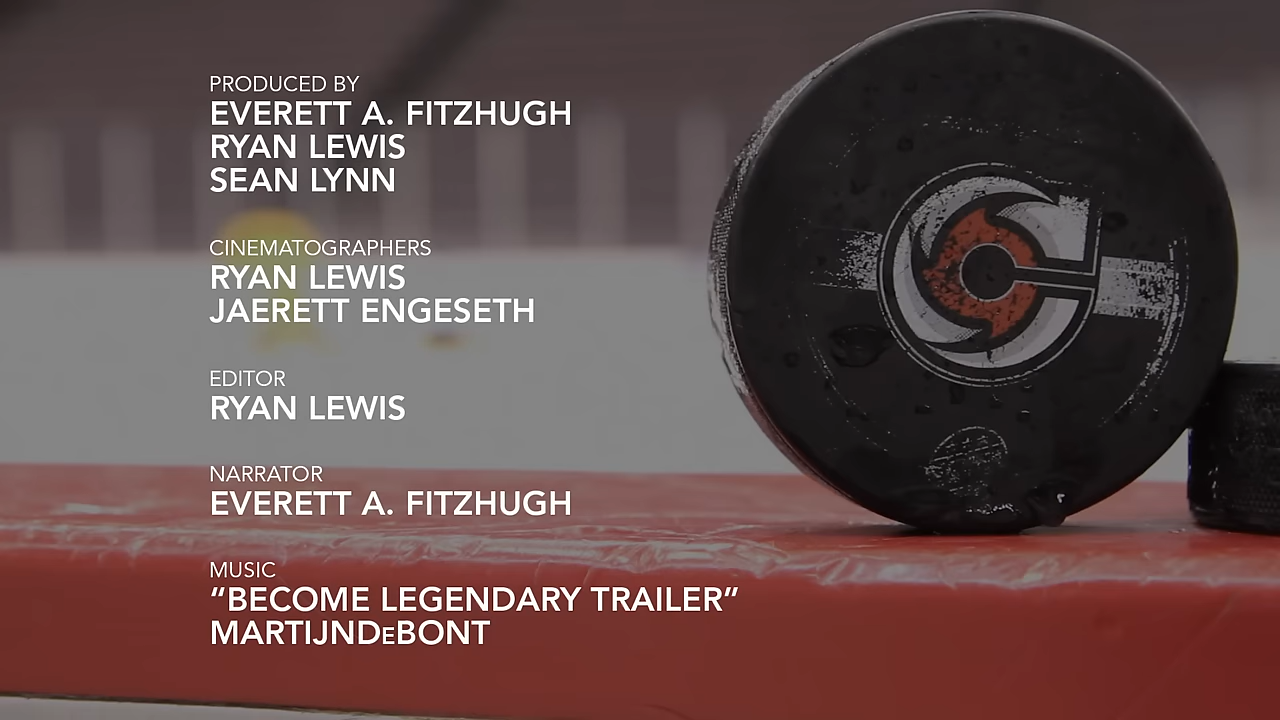 PRODUCED BY
EVERETT A. FITZHUGH
RYAN LEWIS
SEAN LYNN
CINEMATOGRAPHERS
RYAN LEWIS
JAERETT ENGESETH
EDITOR
RYAN LEWIS
NARRATOR
EVERETT A. FITZHUGH
MUSIC
“BECOME LEGENDARY TRAILER”
MARTIJNDEBONT